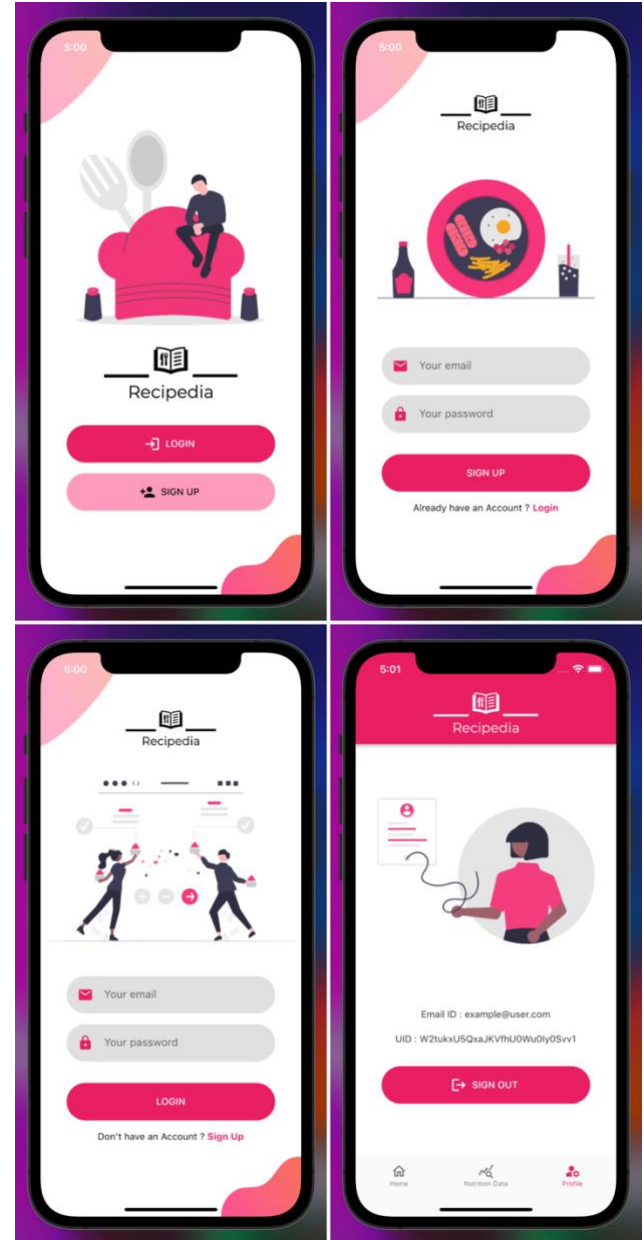 5:00
Recipedia
LOGIN
SIGN UP
5:00
Recipedia
Your email
Your password
SIGN UP
Already have an Account ? Login
5:00
Recipedia
Your email
Your password
LOGIN
Don't have an Account ? Sign Up
5:01
Recipedia
Email ID : example@user.com
UID : W2tukxU5QxaJKVfhU0Wu0Iy0Svv1
SIGN OUT
Home Nutrition Data Profile